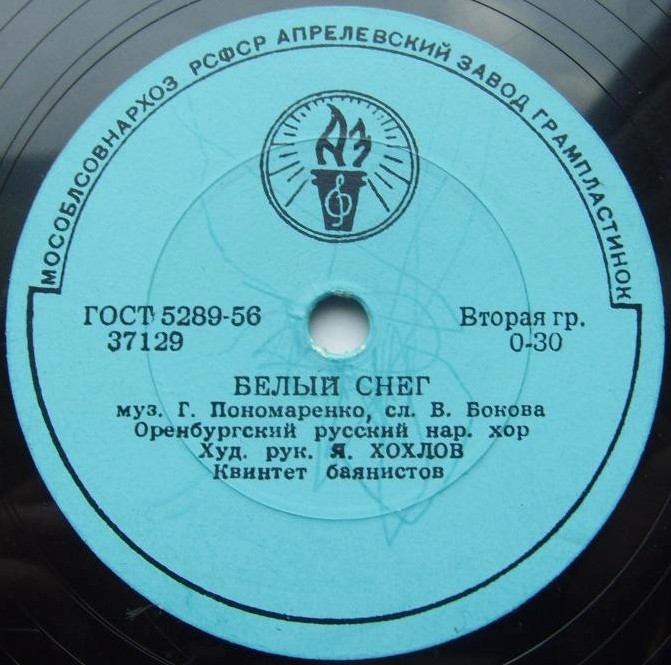 МОСОБЛСОВНАРХОЗ РСФСР АПРЕЛЕВСКИЙ ЗАВОД ГРАМПЛАСТИНОК
АЗ
ГОСТ 5289-56
37129
Вторая гр.
0-30
БЕЛЫЙ СНЕГ
муз. Г. Пономаренко, сл. В. Бокова
Оренбургский русский нар. хор
Худ. рук. Я. ХОХЛОВ
Квинтет баянистов